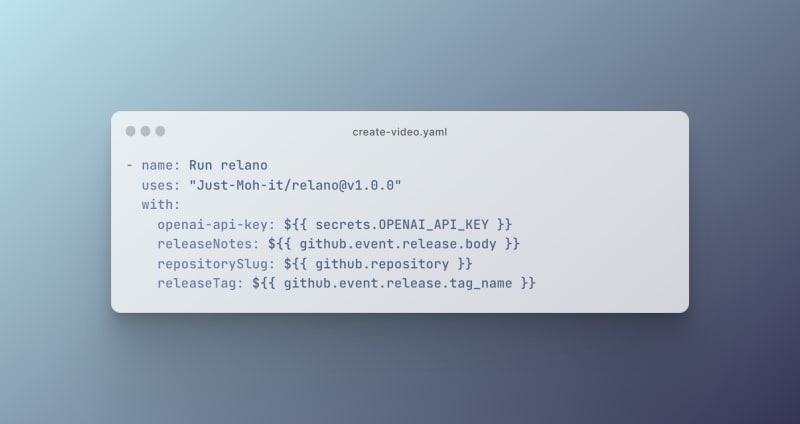 create-video.yaml
- name: Run relano
  uses: "Just-Moh-it/relano@v1.0.0"
  with:
    openai-api-key: ${{ secrets.OPENAI_API_KEY }}
    releaseNotes: ${{ github.event.release.body }}
    repositorySlug: ${{ github.repository }}
    releaseTag: ${{ github.event.release.tag_name }}